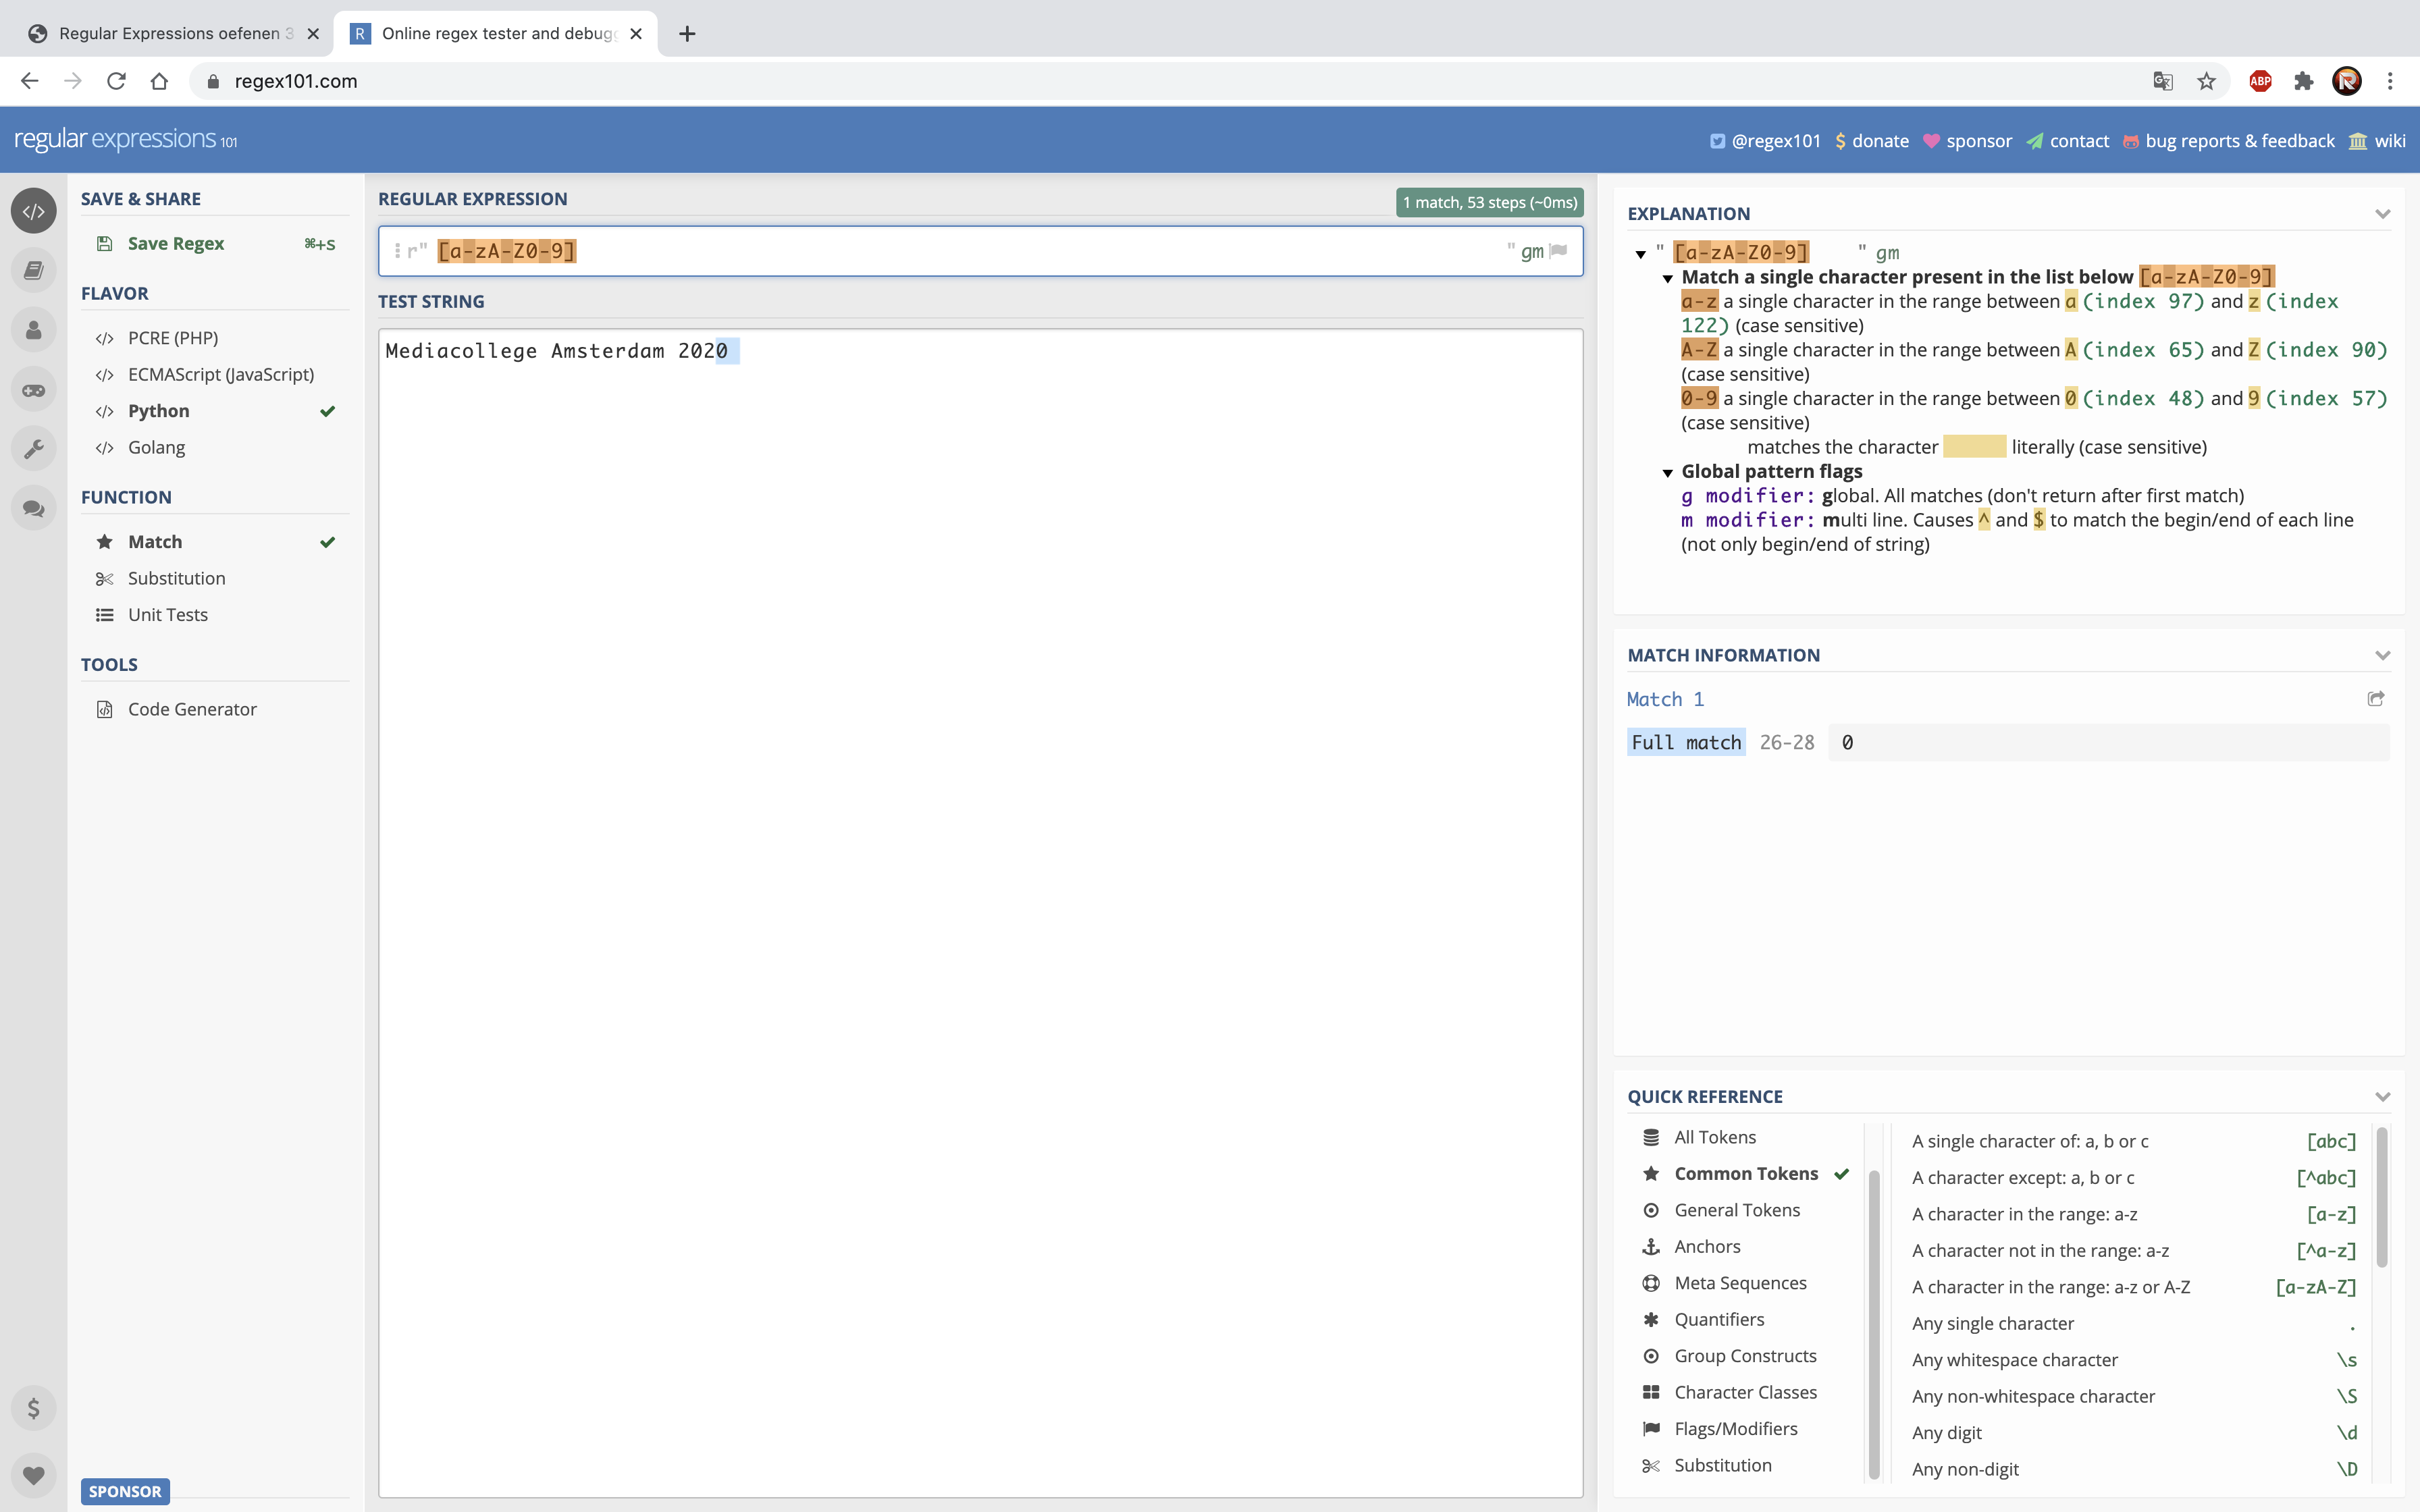 Regular Expressions oefenen 3
Online regex tester and debug
regex101.com
ABP
regular expressions 101
@regex101
$ donate
sponsor
contact
bug reports & feedback
wiki
SAVE & SHARE
Save Regex ⌘+S
FLAVOR
</> PCRE (PHP)
</> ECMAScript (JavaScript)
</> Python
</> Golang
FUNCTION
Match
Substitution
Unit Tests
TOOLS
Code Generator
SPONSOR
REGULAR EXPRESSION
1 match, 53 steps (~0ms)
r" [a-zA-Z0-9] " gm
TEST STRING
Mediacollege Amsterdam 2020
EXPLANATION
" [a-zA-Z0-9] " gm
Match a single character present in the list below [a-zA-Z0-9]
a-z a single character in the range between a (index 97) and z (index
122) (case sensitive)
A-Z a single character in the range between A (index 65) and Z (index 90)
(case sensitive)
0-9 a single character in the range between 0 (index 48) and 9 (index 57)
(case sensitive)
matches the character literally (case sensitive)
Global pattern flags
g modifier: global. All matches (don't return after first match)
m modifier: multi line. Causes ^ and $ to match the begin/end of each line
(not only begin/end of string)
MATCH INFORMATION
Match 1
Full match 26-28 0
QUICK REFERENCE
All Tokens
Common Tokens
General Tokens
Anchors
Meta Sequences
Quantifiers
Group Constructs
Character Classes
Flags/Modifiers
Substitution
A single character of: a, b or c [abc]
A character except: a, b or c [^abc]
A character in the range: a-z [a-z]
A character not in the range: a-z [^a-z]
A character in the range: a-z or A-Z [a-zA-Z]
Any single character .
Any whitespace character \s
Any non-whitespace character \S
Any digit \d
Any non-digit \D